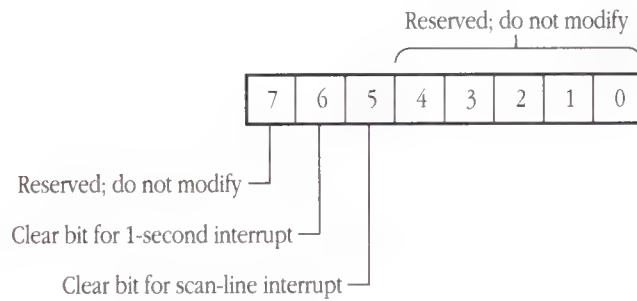 Reserved; do not modify
7 6 5 4 3 2 1 0
Reserved; do not modify
Clear bit for 1-second interrupt
Clear bit for scan-line interrupt